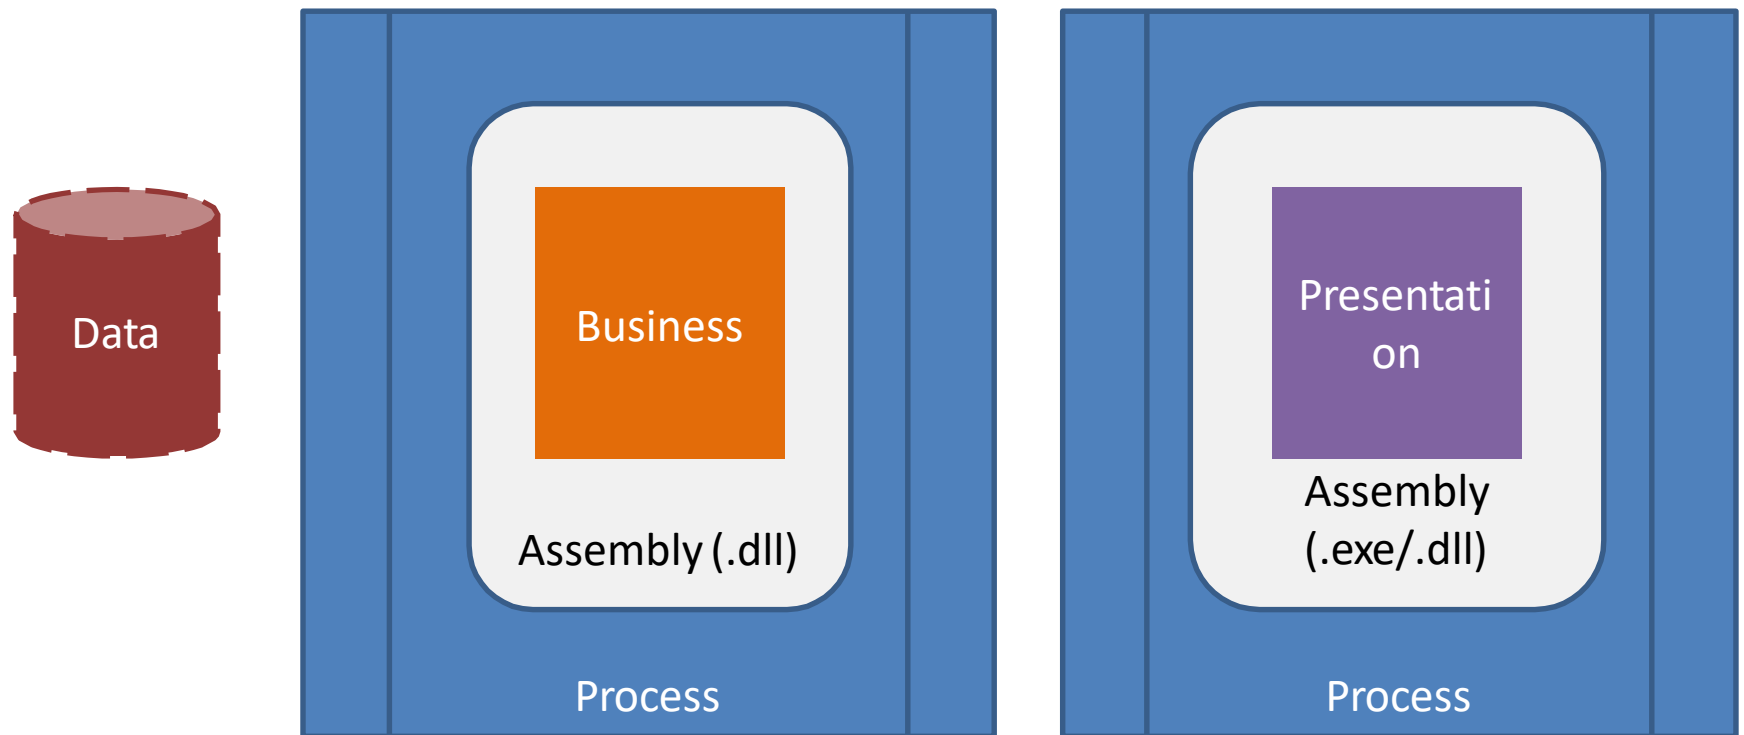 Data
Business
Assembly (.dll)
Process
Presentati
on
Assembly
(.exe/.dll)
Process